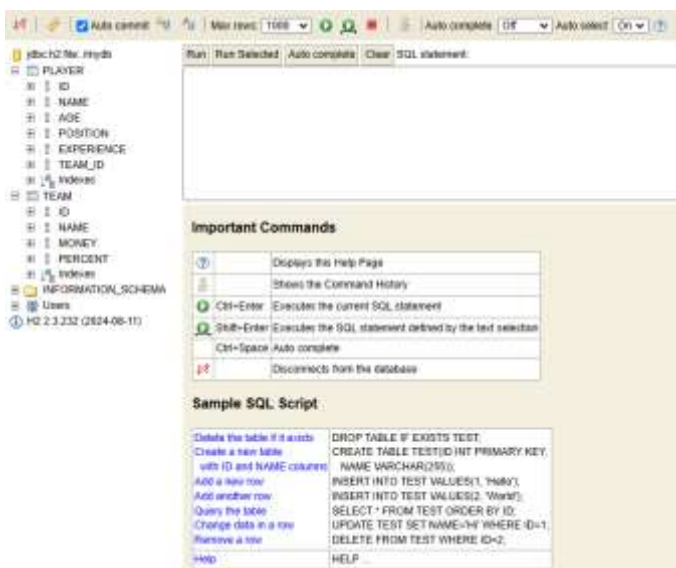 Auto commit Max rows: 1000 Auto complete Off Auto select On
jdbc:h2:file:./mydb
PLAYER
ID
NAME
AGE
POSITION
EXPERIENCE
TEAM_ID
Indexes
TEAM
ID
NAME
MONEY
PERCENT
Indexes
INFORMATION_SCHEMA
Users
H2 2.3.232 (2024-08-11)
Run Run Selected Auto complete Clear SQL statement:
Important Commands
Displays this Help Page
Shows the Command History
Ctrl+Enter Executes the current SQL statement
Shift+Enter Executes the SQL statement defined by the text selection
Ctrl+Space Auto complete
Disconnects from the database
Sample SQL Script
Delete the table if it exists DROP TABLE IF EXISTS TEST;
Create a new table CREATE TABLE TEST(ID INT PRIMARY KEY,
with ID and NAME columns NAME VARCHAR(255));
Add a new row INSERT INTO TEST VALUES(1, 'Hello');
Add another row INSERT INTO TEST VALUES(2, 'World');
Query the table SELECT * FROM TEST ORDER BY ID;
Change data in a row UPDATE TEST SET NAME='Hi' WHERE ID=1;
Remove a row DELETE FROM TEST WHERE ID=2;
Help HELP ...